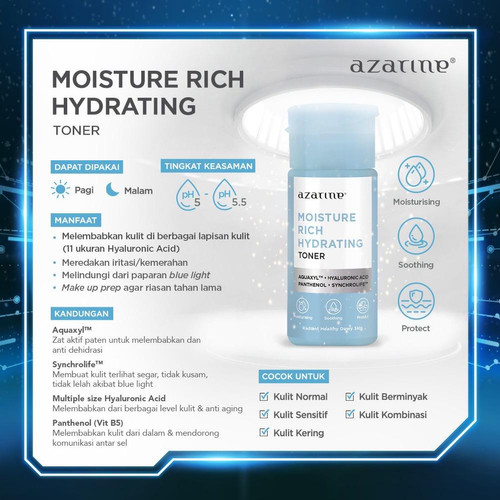 azarine®
MOISTURE RICH
HYDRATING
TONER
DAPAT DIPAKAI
Pagi
Malam
TINGKAT KEASAMAN
pH 5 - pH 5.5
MANFAAT
• Melembabkan kulit di berbagai lapisan kulit
(11 ukuran Hyaluronic Acid)
• Meredakan iritasi/kemerahan
• Melindungi dari paparan blue light
• Make up prep agar riasan tahan lama
KANDUNGAN
Aquaxyl™
Zat aktif paten untuk melembabkan dan
anti dehidrasi
Synchrolife™
Membuat kulit terlihat segar, tidak kusam,
tidak lelah akibat blue light
Multiple size Hyaluronic Acid
Melembabkan dari berbagai level kulit & anti aging
Panthenol (Vit B5)
Melembabkan kulit dari dalam & mendorong
komunikasi antar sel
azarine®
MOISTURE
RICH
HYDRATING
TONER
AQUAXYL™ • HYALURONIC ACID
PANTHENOL • SYNCHROLIFE™
Moisturising
Soothing
Protect
COCOK UNTUK
Kulit Normal
Kulit Berminyak
Kulit Sensitif
Kulit Kombinasi
Kulit Kering